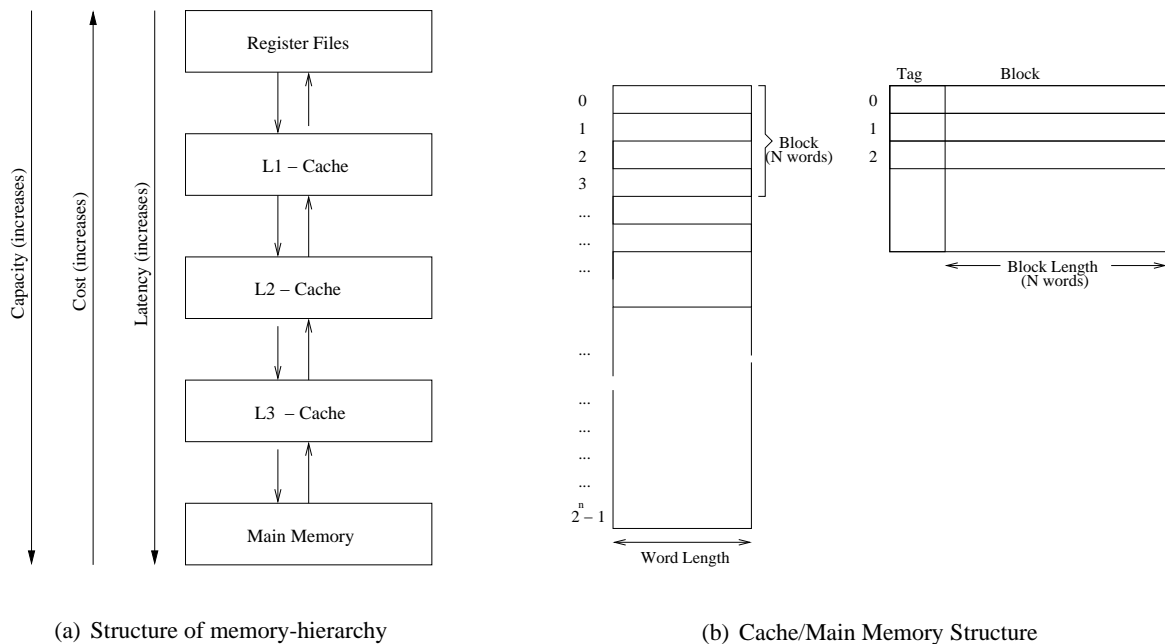 Capacity (increases)
Cost (increases)
Latency (increases)
Register Files
L1 – Cache
L2 – Cache
L3 – Cache
Main Memory
(a) Structure of memory-hierarchy
0
1
2
3
...
...
...
...
...
...
...
...
2^n – 1
Block
(N words)
Word Length
Tag
Block
0
1
2
Block Length
(N words)
(b) Cache/Main Memory Structure